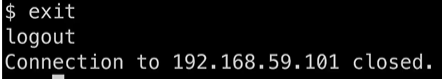 $ exit
logout
Connection to 192.168.59.101 closed.